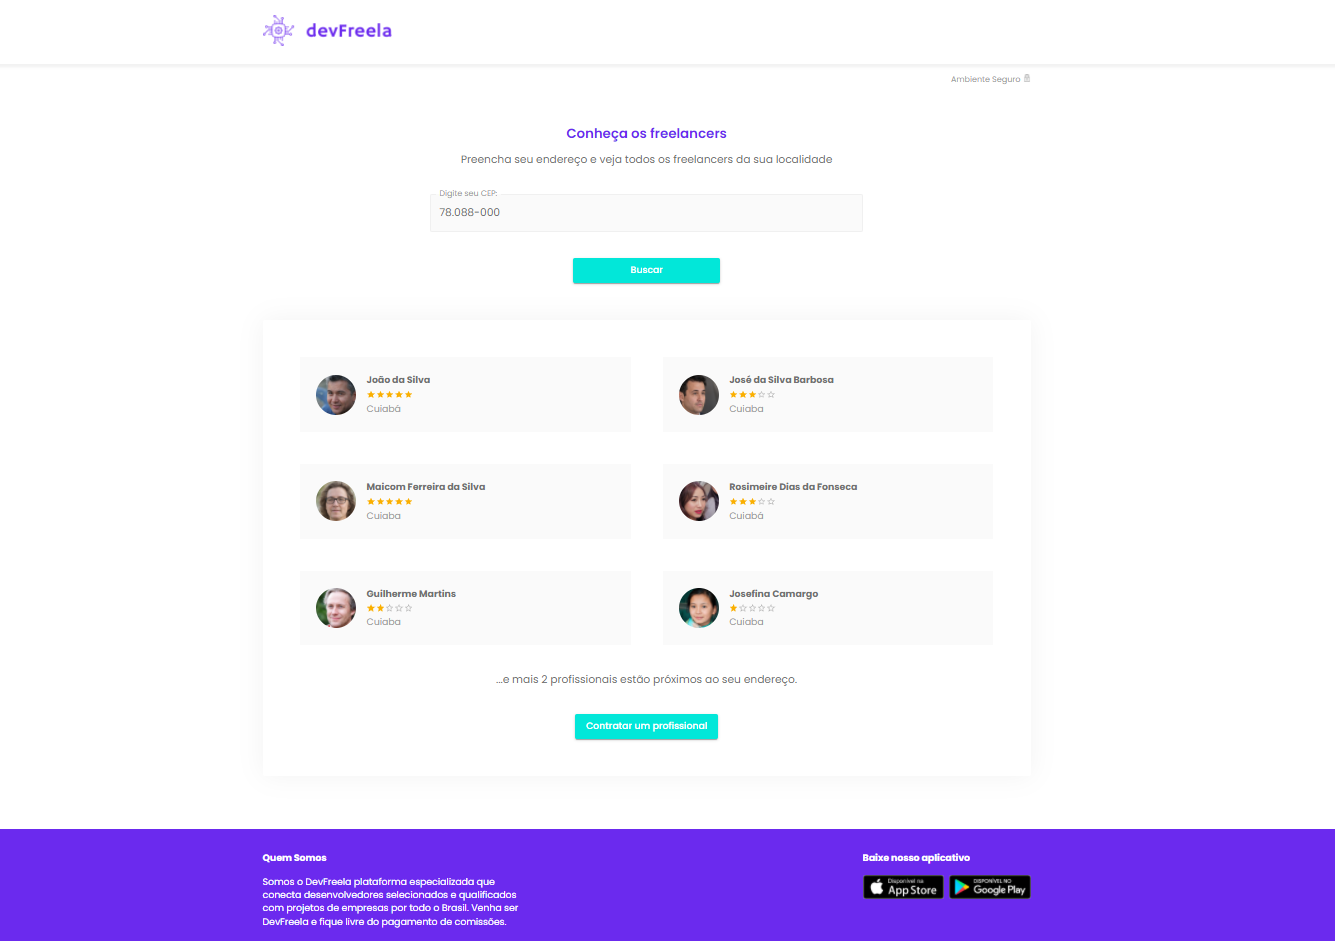 devFreela
Ambiente Seguro
Conheça os freelancers
Preencha seu endereço e veja todos os freelancers da sua localidade
Digite seu CEP:
78.088-000
Buscar
João da Silva
Cuiabá
José da Silva Barbosa
Cuiaba
Maicom Ferreira da Silva
Cuiaba
Rosimeire Dias da Fonseca
Cuiabá
Guilherme Martins
Cuiaba
Josefina Camargo
Cuiaba
...e mais 2 profissionais estão próximos ao seu endereço.
Contratar um profissional
Quem Somos
Somos o DevFreela plataforma especializada que
conecta desenvolvedores selecionados e qualificados
com projetos de empresas por todo o Brasil. Venha ser
DevFreela e fique livre do pagamento de comissões.
Baixe nosso aplicativo
Disponível na
App Store
DISPONÍVEL NO
Google Play